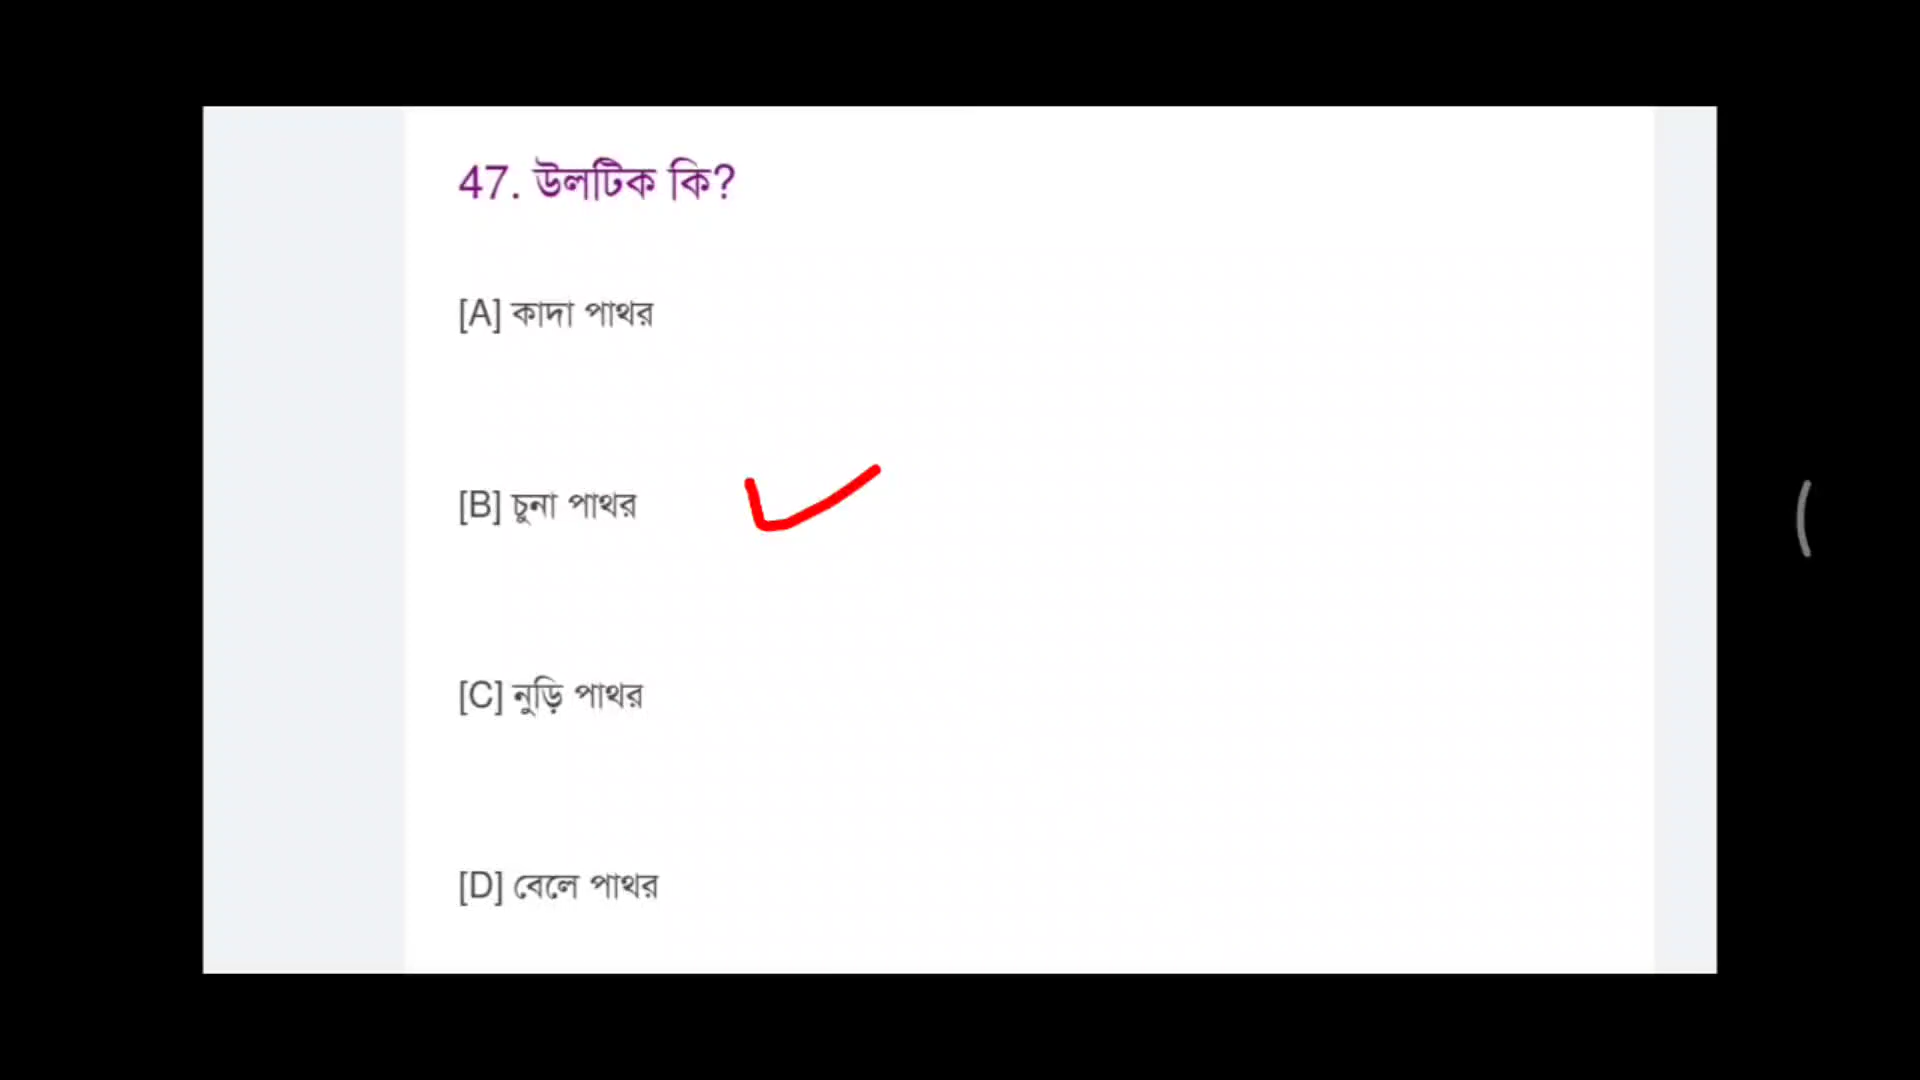 47. উলটিক কি?
[A] কাদা পাথর
[B] চুনা পাথর
[C] নুড়ি পাথর
[D] বেলে পাথর